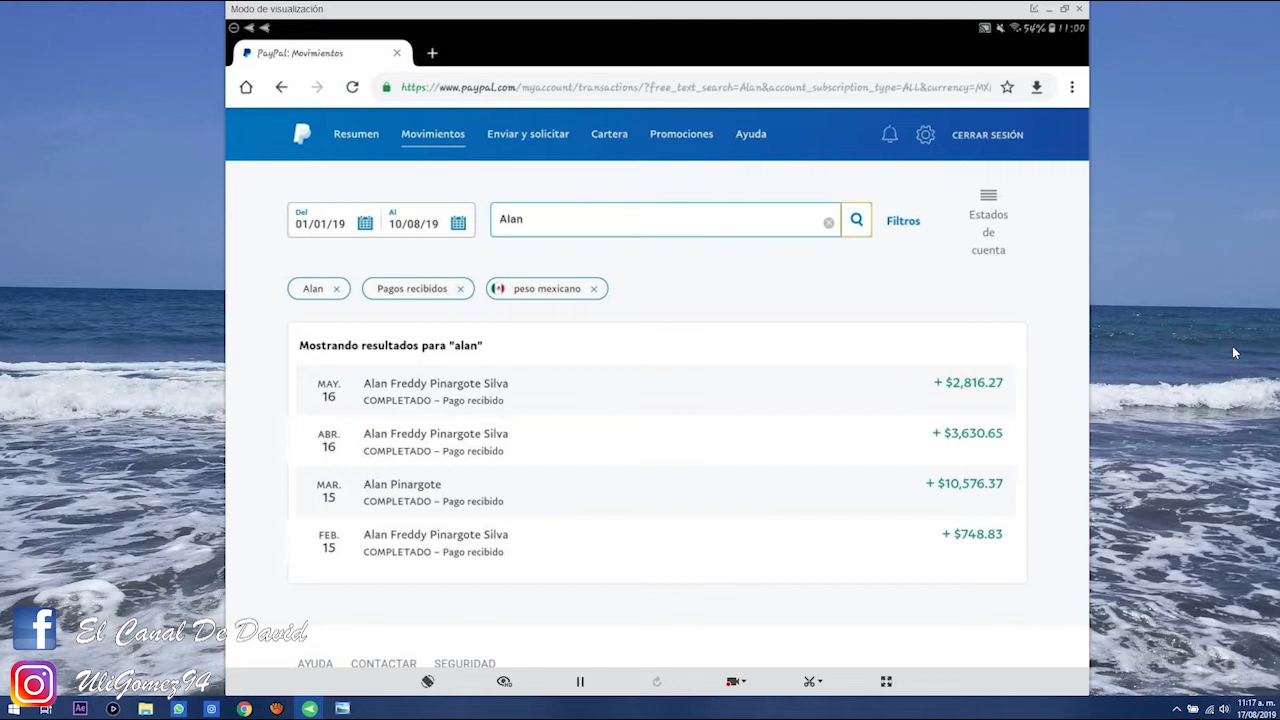 Modo de visualización
54% 11:00
PayPal: Movimientos
https://www.paypal.com/myaccount/transactions/?free_text_search=Alan&account_subscription_type=ALL&currency=MX
Resumen Movimientos Enviar y solicitar Cartera Promociones Ayuda CERRAR SESIÓN
Del Al
01/01/19 10/08/19
Alan
Filtros
Estados
de
cuenta
Alan Pagos recibidos peso mexicano
Mostrando resultados para "alan"
MAY. Alan Freddy Pinargote Silva + $2,816.27
16 COMPLETADO – Pago recibido
ABR. Alan Freddy Pinargote Silva + $3,630.65
16 COMPLETADO – Pago recibido
MAR. Alan Pinargote + $10,576.37
15 COMPLETADO – Pago recibido
FEB. Alan Freddy Pinargote Silva + $748.83
15 COMPLETADO – Pago recibido
El Canal De David
AYUDA CONTACTAR SEGURIDAD
UliGomez94
Ae
11:17 a. m.
17/08/2019